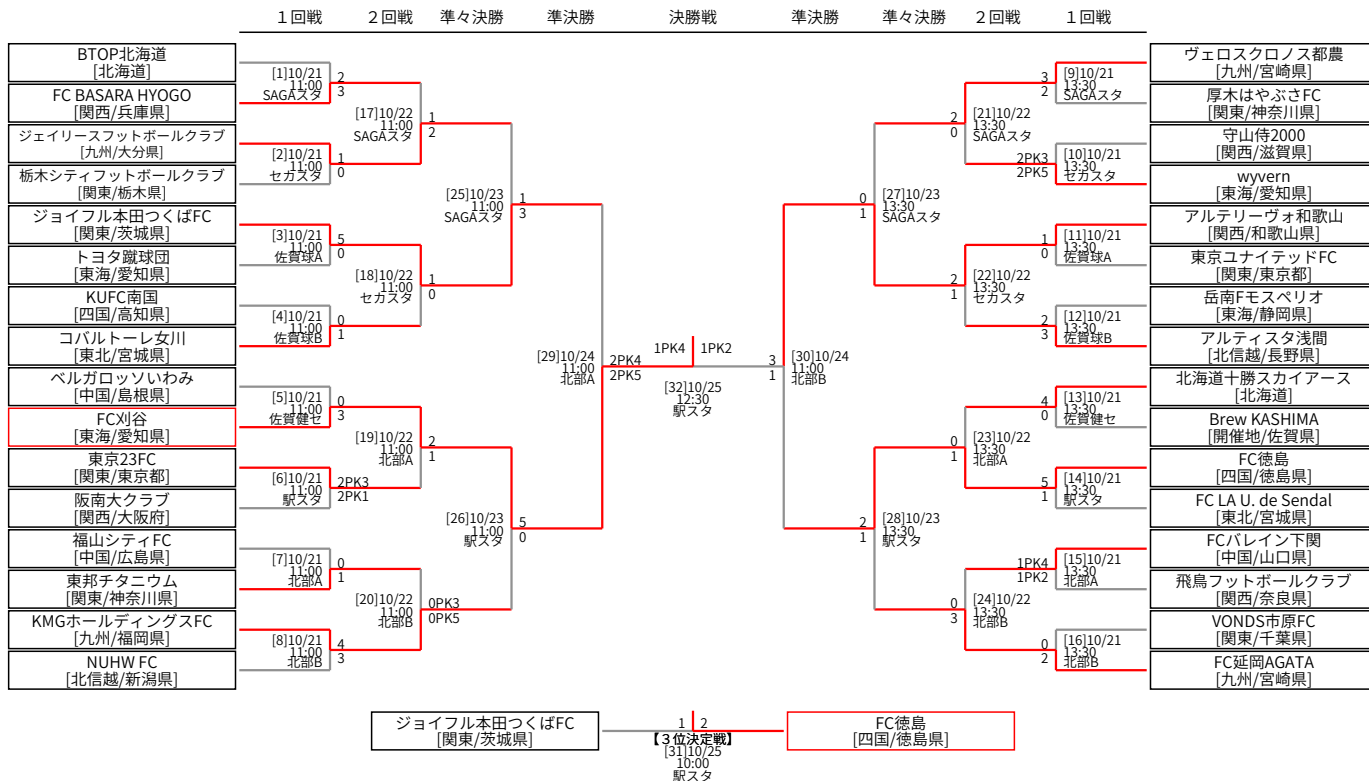 １回戦
２回戦
準々決勝
準決勝
決勝戦
準決勝
準々決勝
２回戦
１回戦
BTOP北海道
[北海道]
FC BASARA HYOGO
[関西/兵庫県]
ジェイリースフットボールクラブ
[九州/大分県]
栃木シティフットボールクラブ
[関東/栃木県]
ジョイフル本田つくばFC
[関東/茨城県]
トヨタ蹴球団
[東海/愛知県]
KUFC南国
[四国/高知県]
コバルトーレ女川
[東北/宮城県]
ベルガロッソいわみ
[中国/島根県]
FC刈谷
[東海/愛知県]
東京23FC
[関東/東京都]
阪南大クラブ
[関西/大阪府]
福山シティFC
[中国/広島県]
東邦チタニウム
[関東/神奈川県]
KMGホールディングスFC
[九州/福岡県]
NUHW FC
[北信越/新潟県]
[1]10/21
11:00
SAGAスタ
2
3
[2]10/21
11:00
セカスタ
1
0
[3]10/21
11:00
佐賀球A
5
0
[4]10/21
11:00
佐賀球B
0
1
[5]10/21
11:00
佐賀健セ
0
3
[6]10/21
11:00
駅スタ
2PK3
2PK1
[7]10/21
11:00
北部A
0
1
[8]10/21
11:00
北部B
4
3
[17]10/22
11:00
SAGAスタ
1
2
[18]10/22
11:00
セカスタ
1
0
[19]10/22
11:00
北部A
2
1
[20]10/22
11:00
北部B
0PK3
0PK5
[25]10/23
11:00
SAGAスタ
1
3
[26]10/23
11:00
駅スタ
5
0
[29]10/24
11:00
北部A
2PK4
2PK5
1PK4
1PK2
[32]10/25
12:30
駅スタ
3
1
[30]10/24
11:00
北部B
0
1
[27]10/23
13:30
SAGAスタ
2
1
[28]10/23
13:30
駅スタ
2
0
[21]10/22
13:30
SAGAスタ
2
1
[22]10/22
13:30
セカスタ
0
1
[23]10/22
13:30
北部A
0
3
[24]10/22
13:30
北部B
3
2
[9]10/21
13:30
SAGAスタ
2PK3
2PK5
[10]10/21
13:30
セカスタ
1
0
[11]10/21
13:30
佐賀球A
2
3
[12]10/21
13:30
佐賀球B
4
0
[13]10/21
13:30
佐賀健セ
5
1
[14]10/21
13:30
駅スタ
1PK4
1PK2
[15]10/21
13:30
北部A
0
2
[16]10/21
13:30
北部B
ヴェロスクロノス都農
[九州/宮崎県]
厚木はやぶさFC
[関東/神奈川県]
守山侍2000
[関西/滋賀県]
wyvern
[東海/愛知県]
アルテリーヴォ和歌山
[関西/和歌山県]
東京ユナイテッドFC
[関東/東京都]
岳南Fモスペリオ
[東海/静岡県]
アルティスタ浅間
[北信越/長野県]
北海道十勝スカイアース
[北海道]
Brew KASHIMA
[開催地/佐賀県]
FC徳島
[四国/徳島県]
FC LA U. de Sendal
[東北/宮城県]
FCバレイン下関
[中国/山口県]
飛鳥フットボールクラブ
[関西/奈良県]
VONDS市原FC
[関東/千葉県]
FC延岡AGATA
[九州/宮崎県]
ジョイフル本田つくばFC
[関東/茨城県]
1
2
【３位決定戦】
[31]10/25
10:00
駅スタ
FC徳島
[四国/徳島県]